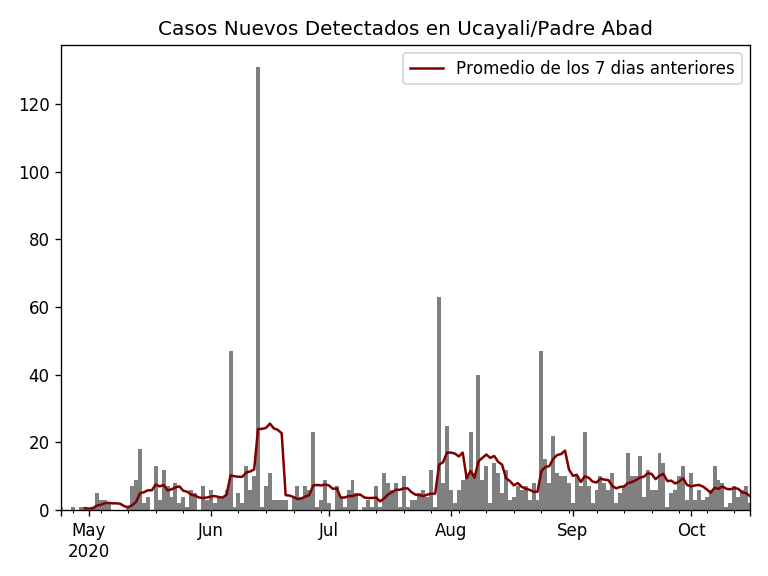 Casos Nuevos Detectados en Ucayali/Padre Abad
Promedio de los 7 dias anteriores
120
100
80
60
40
20
0
May Jun Jul Aug Sep Oct
2020